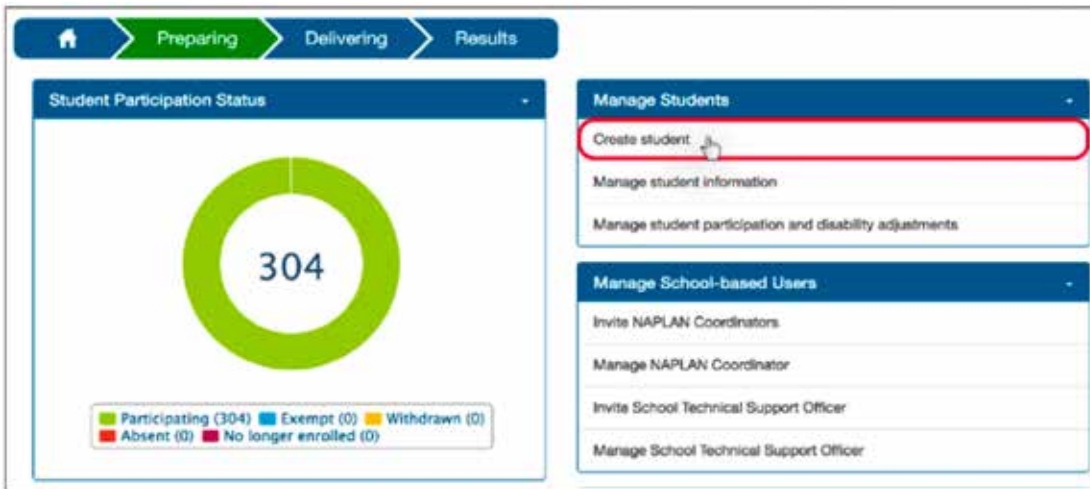 Preparing Delivering Results
Student Participation Status
304
Participating (304) Exempt (0) Withdrawn (0)
Absent (0) No longer enrolled (0)
Manage Students
Create student
Manage student information
Manage student participation and disability adjustments
Manage School-based Users
Invite NAPLAN Coordinators
Manage NAPLAN Coordinator
Invite School Technical Support Officer
Manage School Technical Support Officer